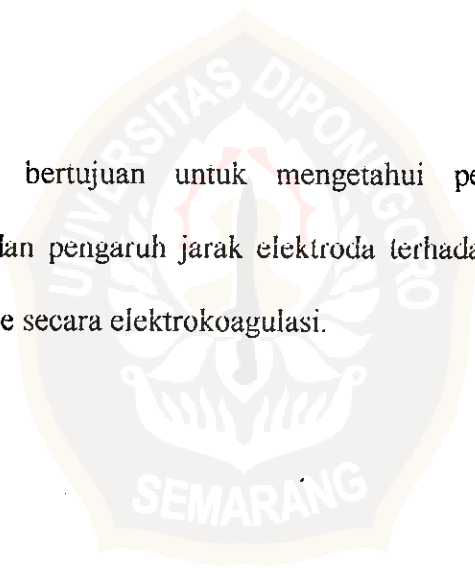 UNIVERSITAS DIPONEGORO
bertujuan untuk mengetahui pe
dan pengaruh jarak elektroda terhada
e secara elektrokoagulasi.
SEMARANG